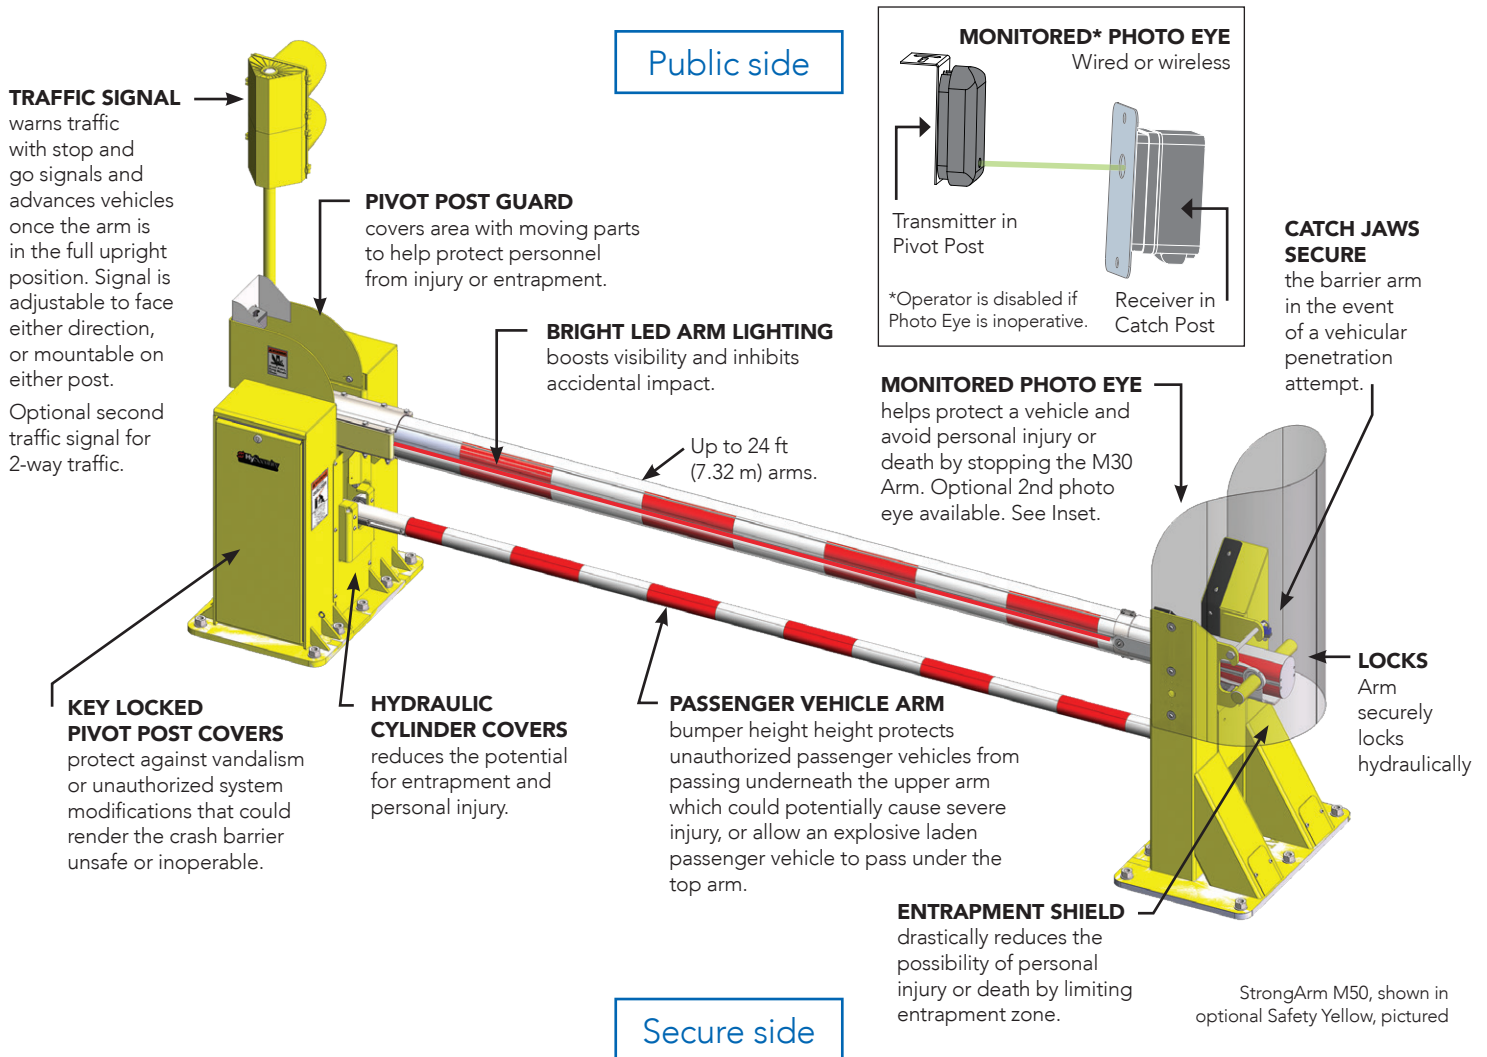 Public side
TRAFFIC SIGNAL
warns traffic
with stop and
go signals and
advances vehicles
once the arm is
in the full upright
position. Signal is
adjustable to face
either direction,
or mountable on
either post.
Optional second
traffic signal for
2-way traffic.
PIVOT POST GUARD
covers area with moving parts
to help protect personnel
from injury or entrapment.
BRIGHT LED ARM LIGHTING
boosts visibility and inhibits
accidental impact.
Up to 24 ft
(7.32 m) arms.
MONITORED* PHOTO EYE
Wired or wireless
Transmitter in
Pivot Post
*Operator is disabled if
Photo Eye is inoperative.
Receiver in
Catch Post
MONITORED PHOTO EYE
helps protect a vehicle and
avoid personal injury or
death by stopping the M30
Arm. Optional 2nd photo
eye available. See Inset.
CATCH JAWS
SECURE
the barrier arm
in the event
of a vehicular
penetration
attempt.
LOCKS
Arm
securely
locks
hydraulically
KEY LOCKED
PIVOT POST COVERS
protect against vandalism
or unauthorized system
modifications that could
render the crash barrier
unsafe or inoperable.
HYDRAULIC
CYLINDER COVERS
reduces the potential
for entrapment and
personal injury.
PASSENGER VEHICLE ARM
bumper height height protects
unauthorized passenger vehicles from
passing underneath the upper arm
which could potentially cause severe
injury, or allow an explosive laden
passenger vehicle to pass under the
top arm.
ENTRAPMENT SHIELD
drastically reduces the
possibility of personal
injury or death by limiting
entrapment zone.
StrongArm M50, shown in
optional Safety Yellow, pictured
Secure side